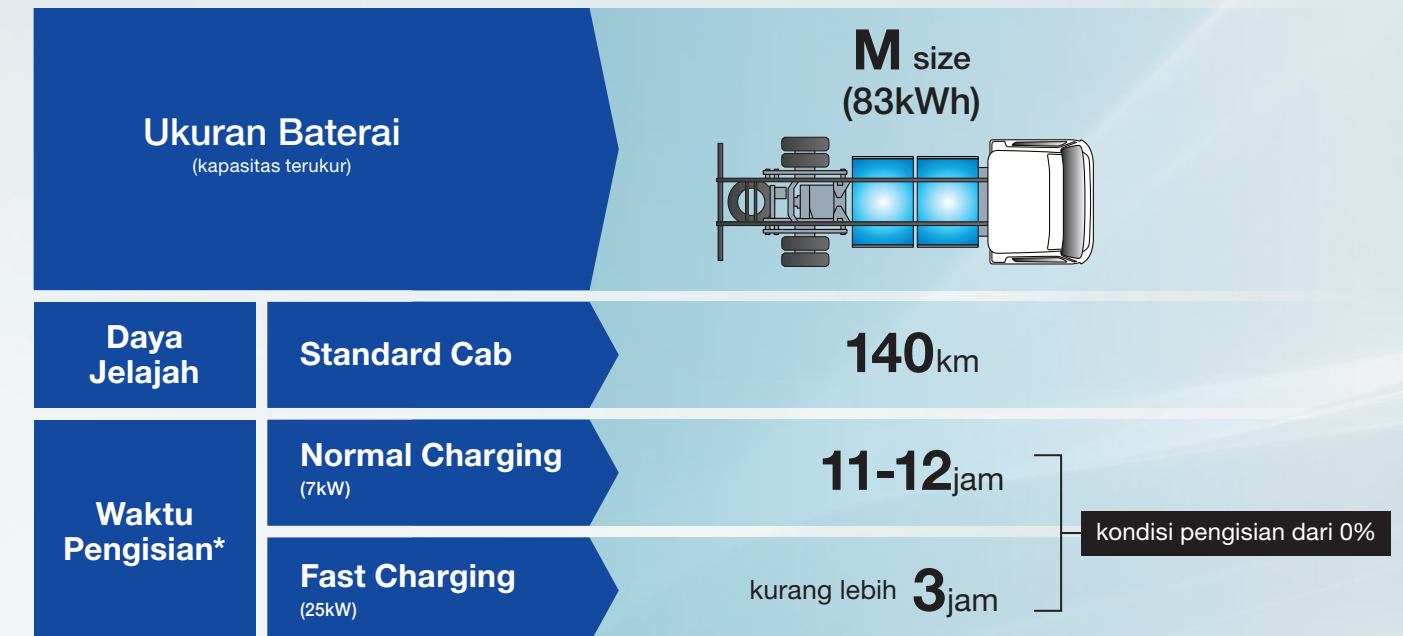 M size
(83kWh)
Ukuran Baterai
(kapasitas terukur)
Daya
Jelajah
Standard Cab
140km
Waktu
Pengisian*
Normal Charging
(7kW)
11-12jam
kondisi pengisian dari 0%
Fast Charging
(25kW)
kurang lebih 3jam